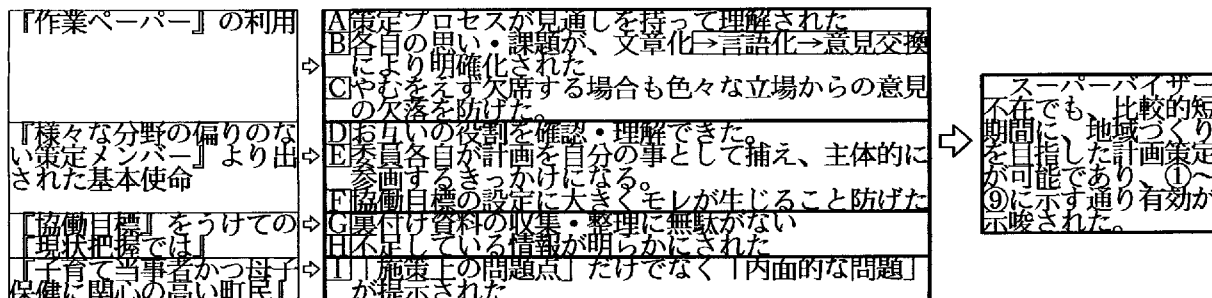 『作業ペーパー』の利用
⇨
A策定プロセスが見通しを持って理解された
B各自の思い・課題が、文章化→言語化→意見交換
により明確化された
Cやむをえず欠席する場合も色々な立場からの意見
の欠落を防げた。
『様々な分野の偏りのな
い策定メンバー』より出
された基本使命
⇨
Dお互いの役割を確認・理解できた。
E委員各自が計画を自分の事として捕え、主体的に
参画するきっかけになる。
F協働目標の設定に大きくモレが生じること防げた
『協働目標』をうけての
『現状把握では』
⇨
G裏付け資料の収集・整理に無駄がない
H不足している情報が明らかにされた
『子育て当事者かつ母子
保健に関心の高い町民』
⇨
I「施策上の問題点」だけでなく「内面的な問題」
が提示された
⇨
スーパーバイザー
不在でも、比較的短
期間に、地域づくり
を目指した計画策定
が可能であり、①～
⑨に示す通り有効が
示唆された。